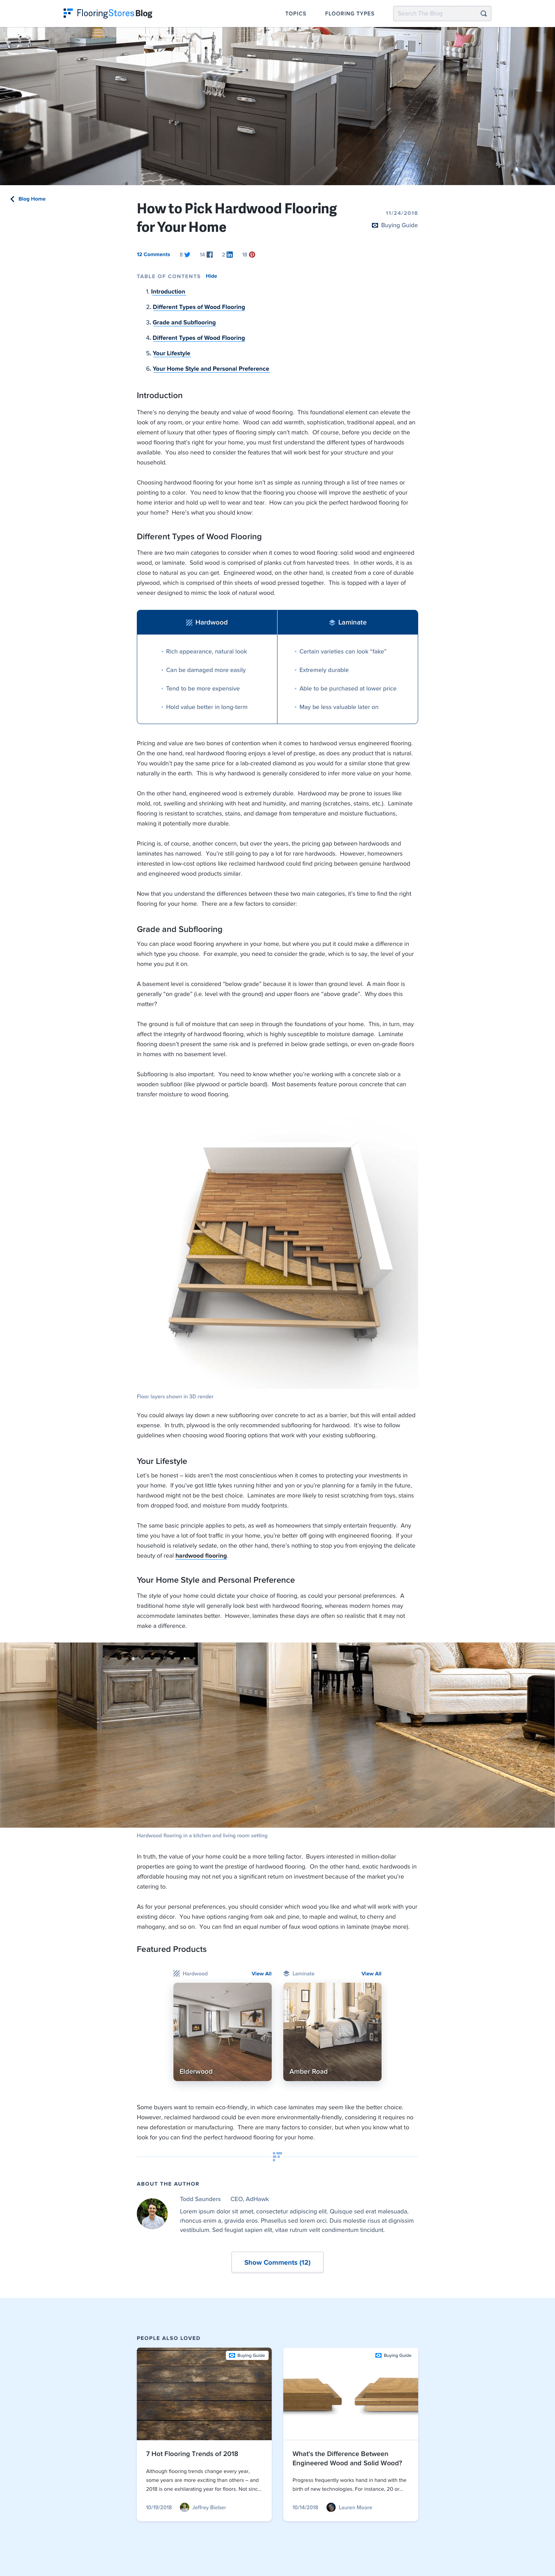 FlooringStores Blog
TOPICS
FLOORING TYPES
Search The Blog
Blog Home
How to Pick Hardwood Flooring
for Your Home
11/24/2018
Buying Guide
12 Comments 8 14 2 18
TABLE OF CONTENTS Hide
1. Introduction
2. Different Types of Wood Flooring
3. Grade and Subflooring
4. Different Types of Wood Flooring
5. Your Lifestyle
6. Your Home Style and Personal Preference
Introduction
There's no denying the beauty and value of wood flooring. This foundational element can elevate the
look of any room, or your entire home. Wood can add warmth, sophistication, traditional appeal, and an
element of luxury that other types of flooring simply can't match. Of course, before you decide on the
wood flooring that's right for your home, you must first understand the different types of hardwoods
available. You also need to consider the features that will work best for your structure and your
household.
Choosing hardwood flooring for your home isn't as simple as running through a list of tree names or
pointing to a color. You need to know that the flooring you choose will improve the aesthetic of your
home interior and hold up well to wear and tear. How can you pick the perfect hardwood flooring for
your home? Here's what you should know:
Different Types of Wood Flooring
There are two main categories to consider when it comes to wood flooring: solid wood and engineered
wood, or laminate. Solid wood is comprised of planks cut from harvested trees. In other words, it is as
close to natural as you can get. Engineered wood, on the other hand, is created from a core of durable
plywood, which is comprised of thin sheets of wood pressed together. This is topped with a layer of
veneer designed to mimic the look of natural wood.
Hardwood
Laminate
• Rich appearance, natural look
• Certain varieties can look "fake"
• Can be damaged more easily
• Extremely durable
• Tend to be more expensive
• Able to be purchased at lower price
• Hold value better in long-term
• May be less valuable later on
Pricing and value are two bones of contention when it comes to hardwood versus engineered flooring.
On the one hand, real hardwood flooring enjoys a level of prestige, as does any product that is natural.
You wouldn't pay the same price for a lab-created diamond as you would for a similar stone that grew
naturally in the earth. This is why hardwood is generally considered to infer more value on your home.
On the other hand, engineered wood is extremely durable. Hardwood may be prone to issues like
mold, rot, swelling and shrinking with heat and humidity, and marring (scratches, stains, etc.). Laminate
flooring is resistant to scratches, stains, and damage from temperature and moisture fluctuations,
making it potentially more durable.
Pricing is, of course, another concern, but over the years, the pricing gap between hardwoods and
laminates has narrowed. You're still going to pay a lot for rare hardwoods. However, homeowners
interested in low-cost options like reclaimed hardwood could find pricing between genuine hardwood
and engineered wood products similar.
Now that you understand the differences between these two main categories, it's time to find the right
flooring for your home. There are a few factors to consider:
Grade and Subflooring
You can place wood flooring anywhere in your home, but where you put it could make a difference in
which type you choose. For example, you need to consider the grade, which is to say, the level of your
home you put it on.
A basement level is considered "below grade" because it is lower than ground level. A main floor is
generally "on grade" (i.e. level with the ground) and upper floors are "above grade". Why does this
matter?
The ground is full of moisture that can seep in through the foundations of your home. This, in turn, may
affect the integrity of hardwood flooring, which is highly susceptible to moisture damage. Laminate
flooring doesn't present the same risk and is preferred in below grade settings, or even on-grade floors
in homes with no basement level.
Subflooring is also important. You need to know whether you're working with a concrete slab or a
wooden subfloor (like plywood or particle board). Most basements feature porous concrete that can
transfer moisture to wood flooring.
Floor layers shown in 3D render
You could always lay down a new subflooring over concrete to act as a barrier, but this will entail added
expense. In truth, plywood is the only recommended subflooring for hardwood. It's wise to follow
guidelines when choosing wood flooring options that work with your existing subflooring.
Your Lifestyle
Let's be honest – kids aren't the most conscientious when it comes to protecting your investments in
your home. If you've got little tykes running hither and yon or you're planning for a family in the future,
hardwood might not be the best choice. Laminates are more likely to resist scratching from toys, stains
from dropped food, and moisture from muddy footprints.
The same basic principle applies to pets, as well as homeowners that simply entertain frequently. Any
time you have a lot of foot traffic in your home, you're better off going with engineered flooring. If your
household is relatively sedate, on the other hand, there's nothing to stop you from enjoying the delicate
beauty of real hardwood flooring.
Your Home Style and Personal Preference
The style of your home could dictate your choice of flooring, as could your personal preferences. A
traditional home style will generally look best with hardwood flooring, whereas modern homes may
accommodate laminates better. However, laminates these days are often so realistic that it may not
make a difference.
Hardwood flooring in a kitchen and living room setting
In truth, the value of your home could be a more telling factor. Buyers interested in million-dollar
properties are going to want the prestige of hardwood flooring. On the other hand, exotic hardwoods in
affordable housing may not net you a significant return on investment because of the market you're
catering to.
As for your personal preferences, you should consider which wood you like and what will work with your
existing décor. You have options ranging from oak and pine, to maple and walnut, to cherry and
mahogany, and so on. You can find an equal number of faux wood options in laminate (maybe more).
Featured Products
Hardwood View All
Laminate View All
Elderwood
Amber Road
Some buyers want to remain eco-friendly, in which case laminates may seem like the better choice.
However, reclaimed hardwood could be even more environmentally-friendly, considering it requires no
new deforestation or manufacturing. There are many factors to consider, but when you know what to
look for you can find the perfect hardwood flooring for your home.
ABOUT THE AUTHOR
Todd Saunders CEO, AdHawk
Lorem ipsum dolor sit amet, consectetur adipiscing elit. Quisque sed erat malesuada,
rhoncus enim a, gravida eros. Phasellus sed lorem orci. Duis molestie risus at dignissim
vestibulum. Sed feugiat sapien elit, vitae rutrum velit condimentum tincidunt.
Show Comments (12)
PEOPLE ALSO LOVED
Buying Guide
7 Hot Flooring Trends of 2018
Although flooring trends change every year,
some years are more exciting than others – and
2018 is one exhilarating year for floors. Not sinc...
10/19/2018 Jeffrey Bielser
Buying Guide
What's the Difference Between
Engineered Wood and Solid Wood?
Progress frequently works hand in hand with the
birth of new technologies. For instance, 20 or...
10/14/2018 Lauren Moore